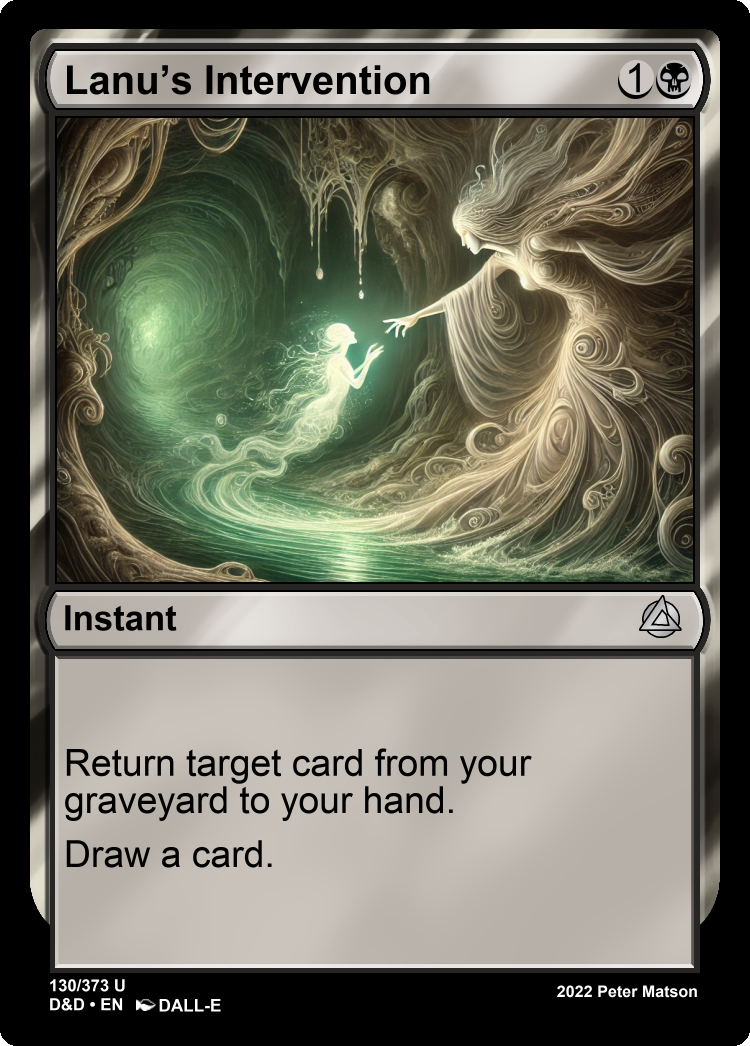 Lanu’s Intervention 1
Instant
Return target card from your
graveyard to your hand.
Draw a card.
130/373 U
D&D • EN DALL-E
2022 Peter Matson